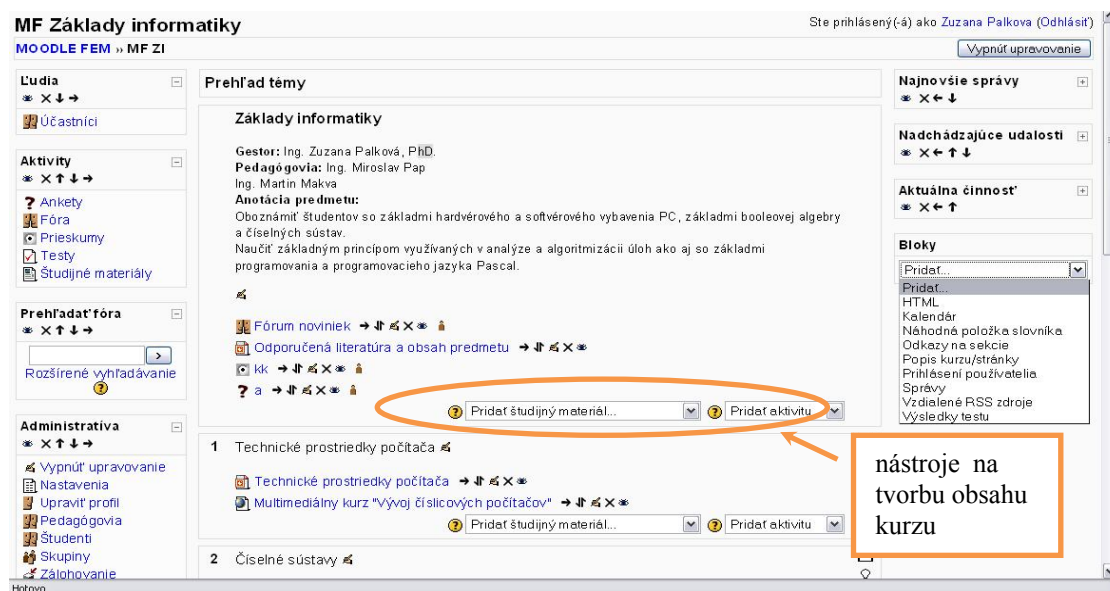 MF Základy informatiky
Ste prihlásený(-á) ako Zuzana Palkova (Odhlásiť)
MOODLE FEM » MF ZI
Vypnúť upravovanie
Ľudia
Účastníci
Aktivity
Ankety
Fóra
Prieskumy
Testy
Študijné materiály
Prehľadať fóra
Rozšírené vyhľadávanie
Administratíva
Vypnúť upravovanie
Nastavenia
Upraviť profil
Pedagógovia
Študenti
Skupiny
Zálohovanie
Prehľad témy
Základy informatiky
Gestor: Ing. Zuzana Palková, PhD.
Pedagógovia: Ing. Miroslav Pap
Ing. Martin Makva
Anotácia predmetu:
Oboznámiť študentov so základmi hardvérového a softvérového vybavenia PC, základmi booleovej algebry
a číselných sústav.
Naučiť základným princípom využívaných v analýze a algoritmizácii úloh ako aj so základmi
programovania a programovacieho jazyka Pascal.
Fórum noviniek
Odporučená literatúra a obsah predmetu
kk
a
Pridať študijný materiál... Pridať aktivitu
1 Technické prostriedky počítača
Technické prostriedky počítača
Multimediálny kurz "Vývoj číslicových počítačov"
Pridať študijný materiál... Pridať aktivitu
2 Číselné sústavy
Najnovšie správy
Nadchádzajúce udalosti
Aktuálna činnosť
Bloky
Pridať...
Pridať...
HTML
Kalendár
Náhodná položka slovníka
Odkazy na sekcie
Popis kurzu/stránky
Prihlásení používatelia
Správy
Vzdialené RSS zdroje
Výsledky testu
nástroje na
tvorbu obsahu
kurzu
Hotovo